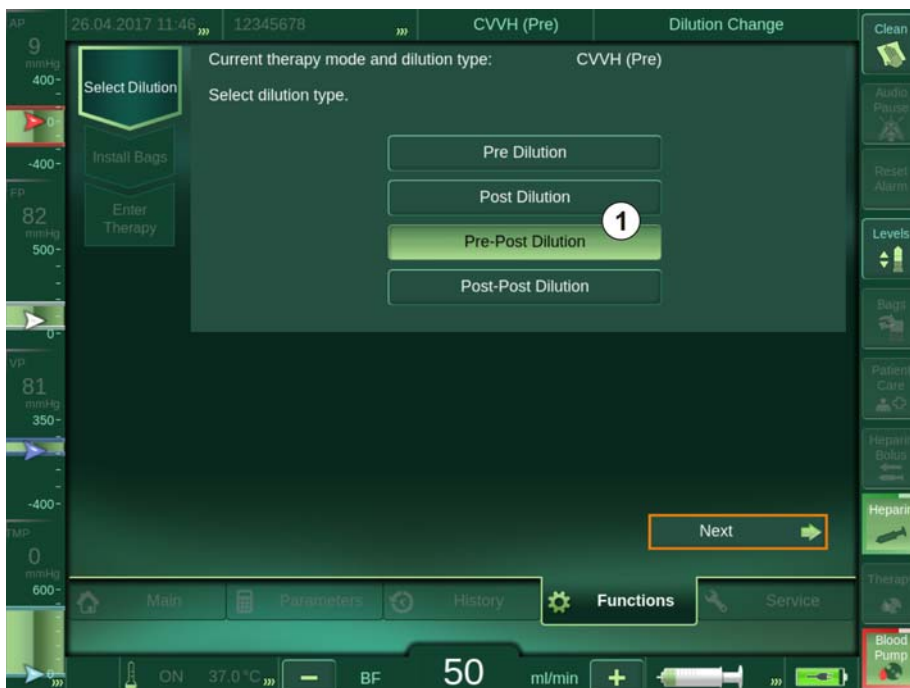 26.04.2017 11:46 12345678 CVVH (Pre) Dilution Change
AP
9
mmHg
400
0
-400
FP
82
mmHg
500
0
VP
81
mmHg
350
-400
TMP
0
mmHg
600
0
Select Dilution
Install Bags
Enter
Therapy
Current therapy mode and dilution type: CVVH (Pre)
Select dilution type.
Pre Dilution
Post Dilution
1
Pre-Post Dilution
Post-Post Dilution
Next
Main Parameters History Functions Service
ON 37.0 °C BF 50 ml/min
Clean
Audio
Pause
Reset
Alarm
Levels
Bags
Patient
Care
Heparin
Bolus
Heparin
Therapy
Blood
Pump